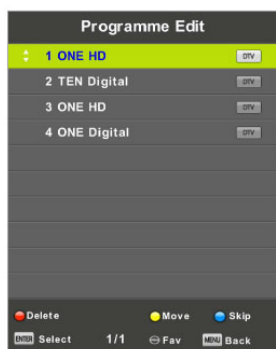 Programme Edit
1 ONE HD DTV
2 TEN Digital DTV
3 ONE HD DTV
4 ONE Digital DTV
Delete Move Skip
ENTER Select 1/1 Fav MENU Back